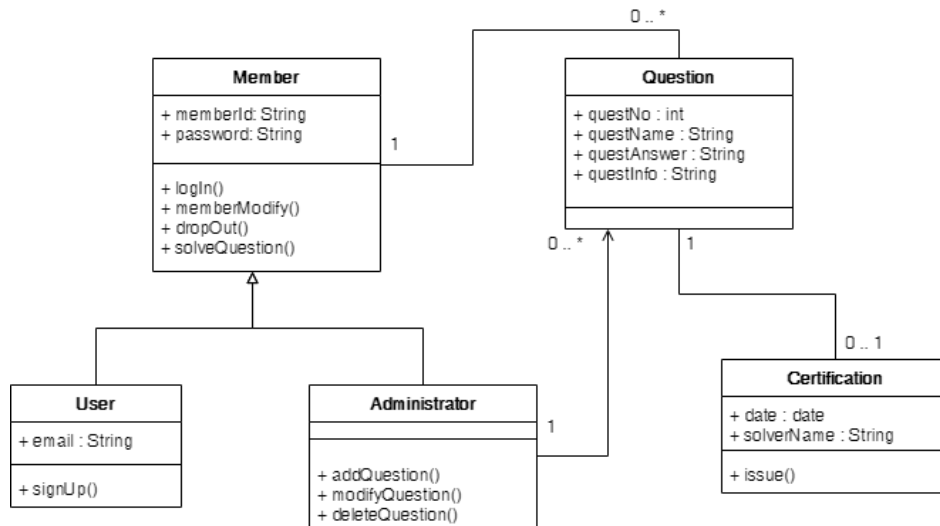 0 .. *
Member
+ memberId: String
+ password: String
1
+ logIn()
+ memberModify()
+ dropOut()
+ solveQuestion()
Question
+ questNo : int
+ questName : String
+ questAnswer : String
+ questInfo : String
0 .. *
1
0 .. 1
User
+ email : String
+ signUp()
Administrator
1
+ addQuestion()
+ modifyQuestion()
+ deleteQuestion()
Certification
+ date : date
+ solverName : String
+ issue()